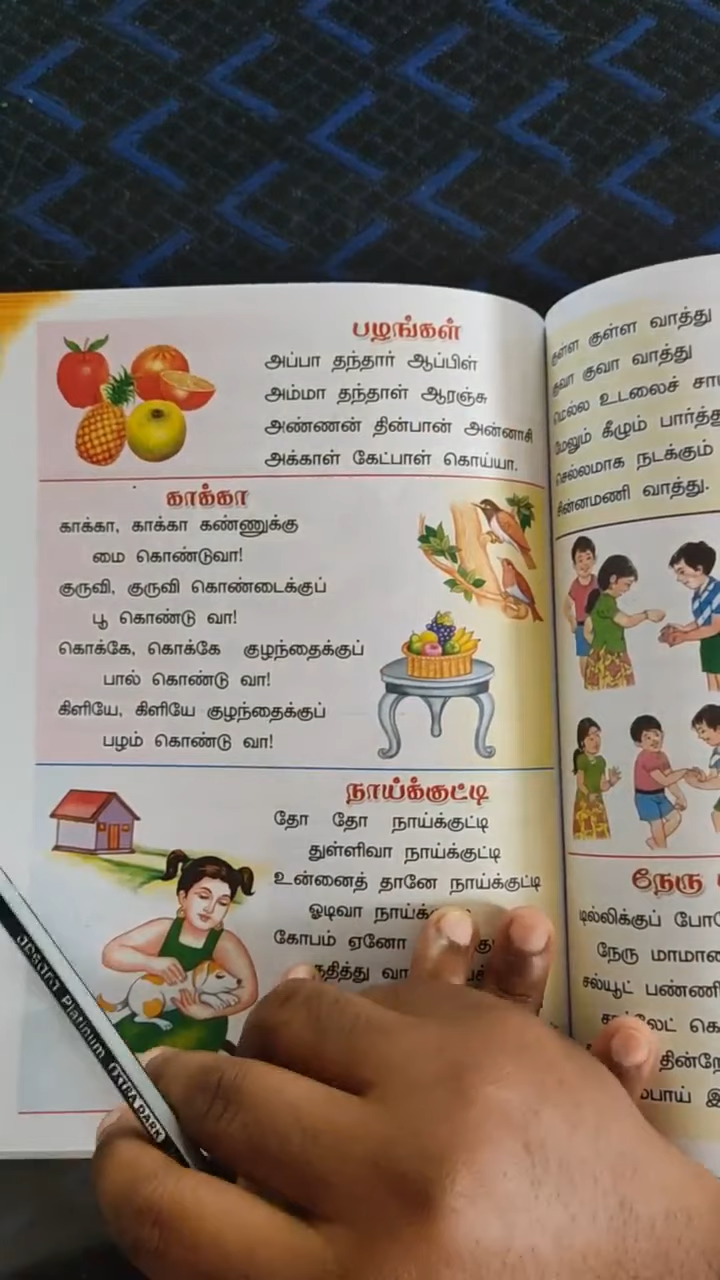 பழங்கள்
அப்பா தந்தார் ஆப்பிள்
அம்மா தந்தாள் ஆரஞ்சு
அண்ணன் தின்பான் அன்னாசி
அக்காள் கேட்பாள் கொய்யா.
காக்கா
காக்கா, காக்கா கண்ணுக்கு
மை கொண்டுவா!
குருவி, குருவி கொண்டைக்குப்
பூ கொண்டு வா!
கொக்கே, கொக்கே குழந்தைக்குப்
பால் கொண்டு வா!
கிளியே, கிளியே குழந்தைக்குப்
பழம் கொண்டு வா!
நாய்க்குட்டி
தோ தோ நாய்க்குட்டி
துள்ளிவா நாய்க்குட்டி
உன்னைத் தானே நாய்க்குட்டி
ஓடிவா
கோபம் ஏனோ
குள்ள வாத்து
குவா வாத்து
மெல்ல உடலைச்
மேலும் கீழும்
செல்லமாக நடக்கும்
சின்னமணி வாத்து.
நேரு
டில்லிக்குப்
நேரு
சல்யூட் பண்ணி
apsara Platinum EXTRA DARK